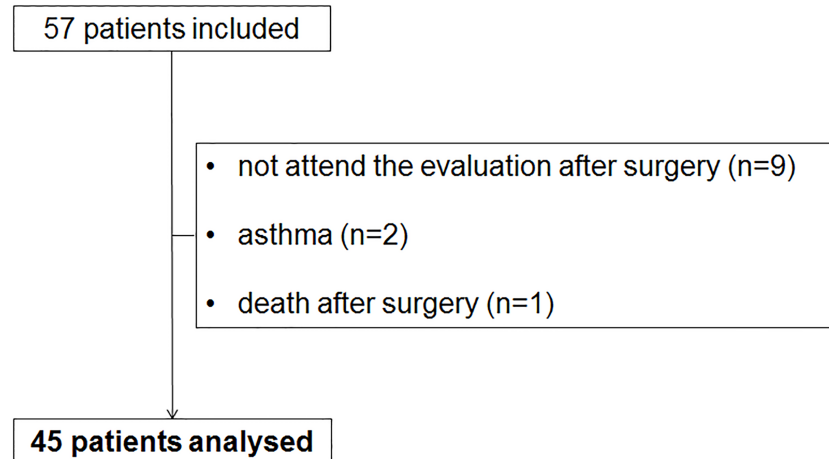 57 patients included
• not attend the evaluation after surgery (n=9)
• asthma (n=2)
• death after surgery (n=1)
45 patients analysed